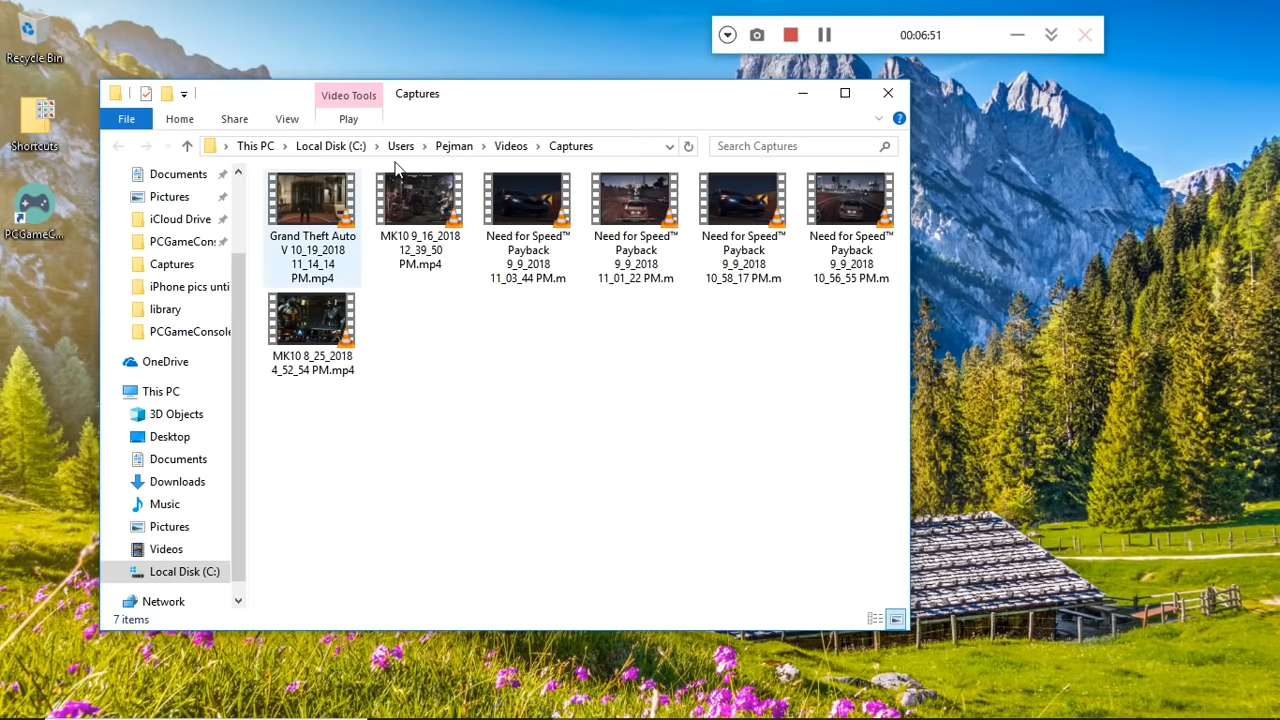 Recycle Bin
Shortcuts
PCGameC...
00:06:51
Video Tools
Captures
File
Home
Share
View
Play
This PC
Local Disk (C:)
Users
Pejman
Videos
Captures
Search Captures
Documents
Pictures
iCloud Drive
PCGameCon:
Captures
iPhone pics unti
library
PCGameConsole
OneDrive
This PC
3D Objects
Desktop
Documents
Downloads
Music
Pictures
Videos
Local Disk (C:)
Network
Grand Theft Auto
V 10_19_2018
11_14_14
PM.mp4
MK10 9_16_2018
12_39_50
PM.mp4
Need for Speed™
Payback
9_9_2018
11_03_44 PM.m
Need for Speed™
Payback
9_9_2018
11_01_22 PM.m
Need for Speed™
Payback
9_9_2018
10_58_17 PM.m
Need for Speed™
Payback
9_9_2018
10_56_55 PM.m
MK10 8_25_2018
4_52_54 PM.mp4
7 items